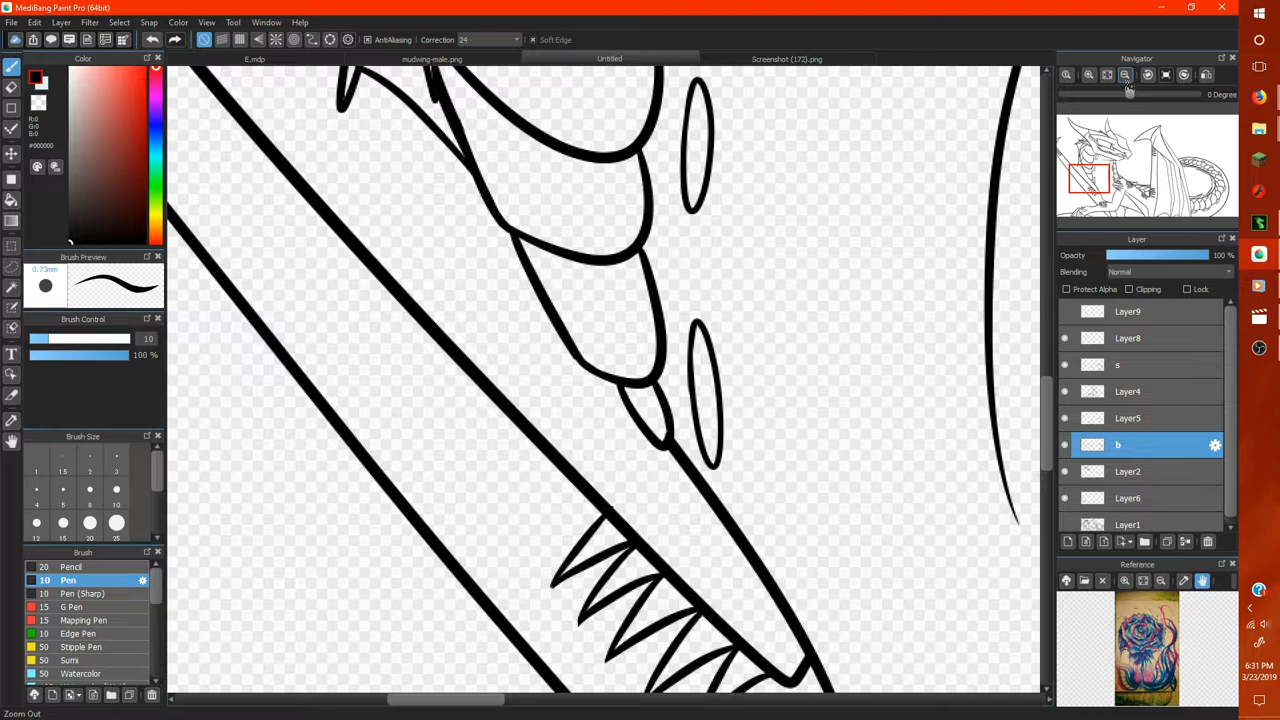 MediBang Paint Pro (64bit)
File Edit Layer Filter Select Snap Color View Tool Window Help
AntiAliasing Correction 24 Soft Edge
Color
E.mdp mudwing-male.png Untitled Screenshot (172).png
Navigator
0 Degree
R:0
G:0
B:0
#000000
Brush Preview
0.73mm
Brush Control
10
100 %
Brush Size
1 1.5 2 3
4 5 8 10
12 15 20 25
Brush
20 Pencil
10 Pen
10 Pen (Sharp)
15 G Pen
15 Mapping Pen
10 Edge Pen
50 Stipple Pen
50 Sumi
50 Watercolor
Layer
Opacity 100 %
Blending Normal
Protect Alpha Clipping Lock
Layer9
Layer8
s
Layer4
Layer5
b
Layer2
Layer6
Layer1
Reference
6:31 PM
3/23/2019
Zoom Out